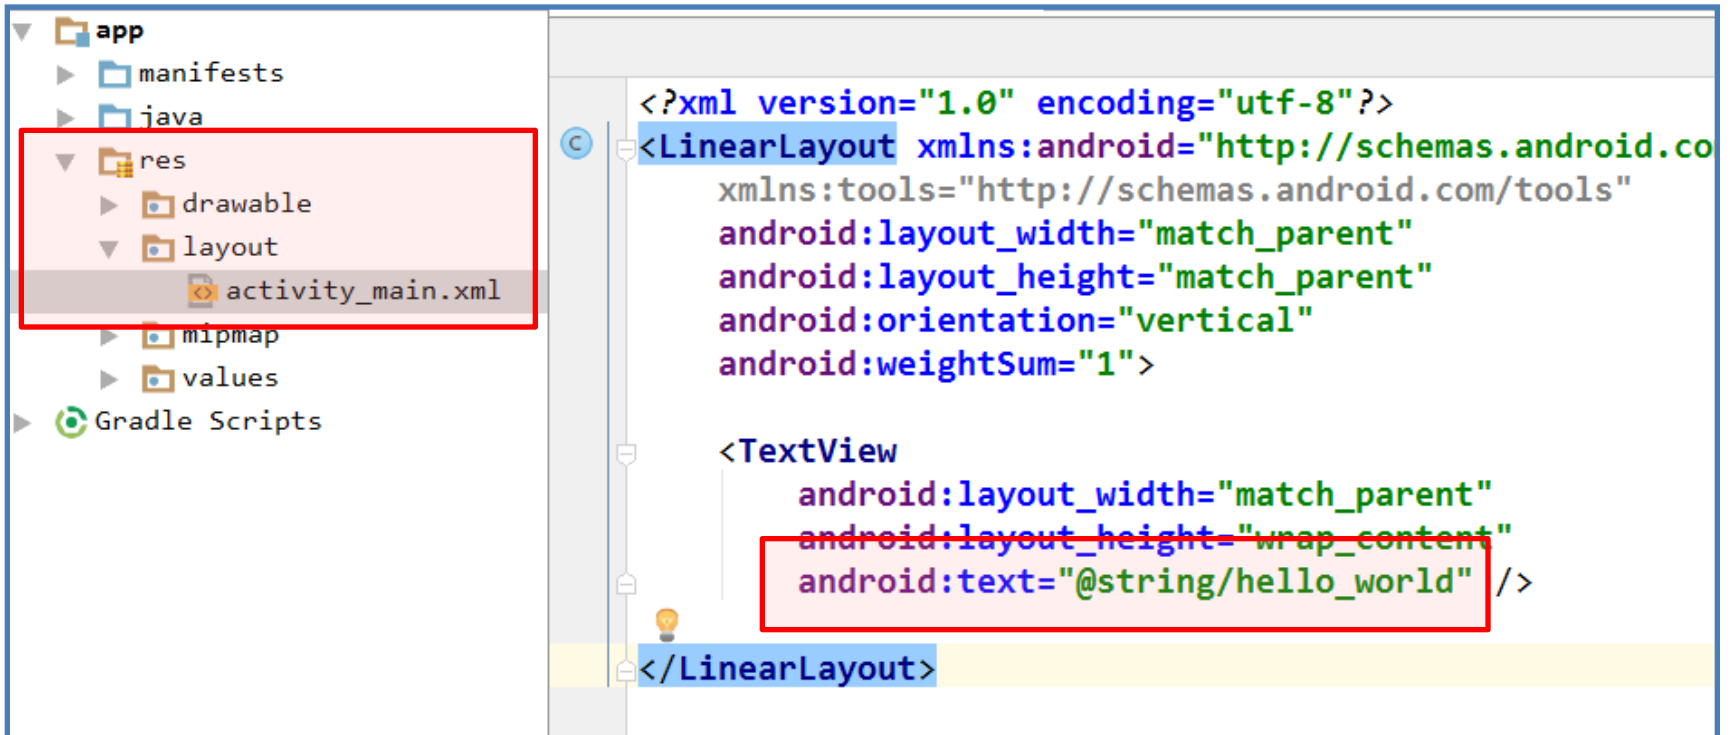 app
manifests
java
res
drawable
layout
activity_main.xml
mipmap
values
Gradle Scripts
C
<?xml version="1.0" encoding="utf-8"?>
<LinearLayout xmlns:android="http://schemas.android.co
xmlns:tools="http://schemas.android.com/tools"
android:layout_width="match_parent"
android:layout_height="match_parent"
android:orientation="vertical"
android:weightSum="1">
<TextView
android:layout_width="match_parent"
android:layout_height="wrap_content"
android:text="@string/hello_world" />
</LinearLayout>